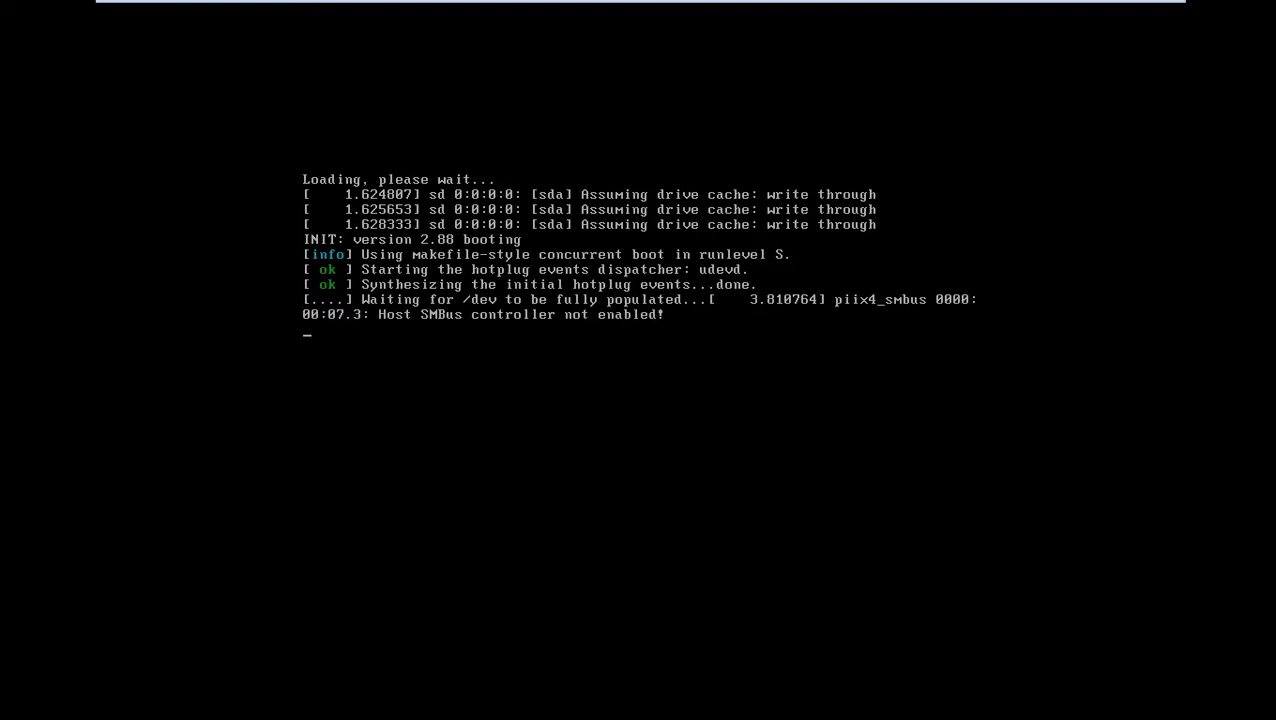 Loading, please wait...
[    1.624807] sd 0:0:0:0: [sda] Assuming drive cache: write through
[    1.625653] sd 0:0:0:0: [sda] Assuming drive cache: write through
[    1.628333] sd 0:0:0:0: [sda] Assuming drive cache: write through
INIT: version 2.88 booting
[info] Using makefile-style concurrent boot in runlevel S.
[ ok ] Starting the hotplug events dispatcher: udevd.
[ ok ] Synthesizing the initial hotplug events...done.
[....] Waiting for /dev to be fully populated...[    3.810764] piix4_smbus 0000:
00:07.3: Host SMBus controller not enabled!
_